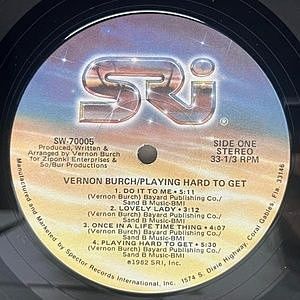 SRi
SW-70005
Produced, Written &
Arranged by Vernon Burch
for Ziponki Enterprises &
So/Bur Productions
SIDE ONE
STEREO
33-1/3 RPM
VERNON BURCH/PLAYING HARD TO GET
1. DO IT TO ME • 5:11
(Vernon Burch) Bayard Publishing Co./
Sand B Music-BMI
2. LOVELY LADY • 3:12
(Vernon Burch) Bayard Publishing Co./
Sand B Music-BMI
3. ONCE IN A LIFE TIME THING • 4:07
(Vernon Burch) Bayard Publishing Co./
Sand B Music-BMI
4. PLAYING HARD TO GET • 5:30
(Vernon Burch) Bayard Publishing Co./
Sand B Music-BMI
℗1982 SRI, Inc.
Manufactured and Marketed by Spector Records International, Inc. 1574 S. Dixie Highway, Coral Gables, Fla. 33146